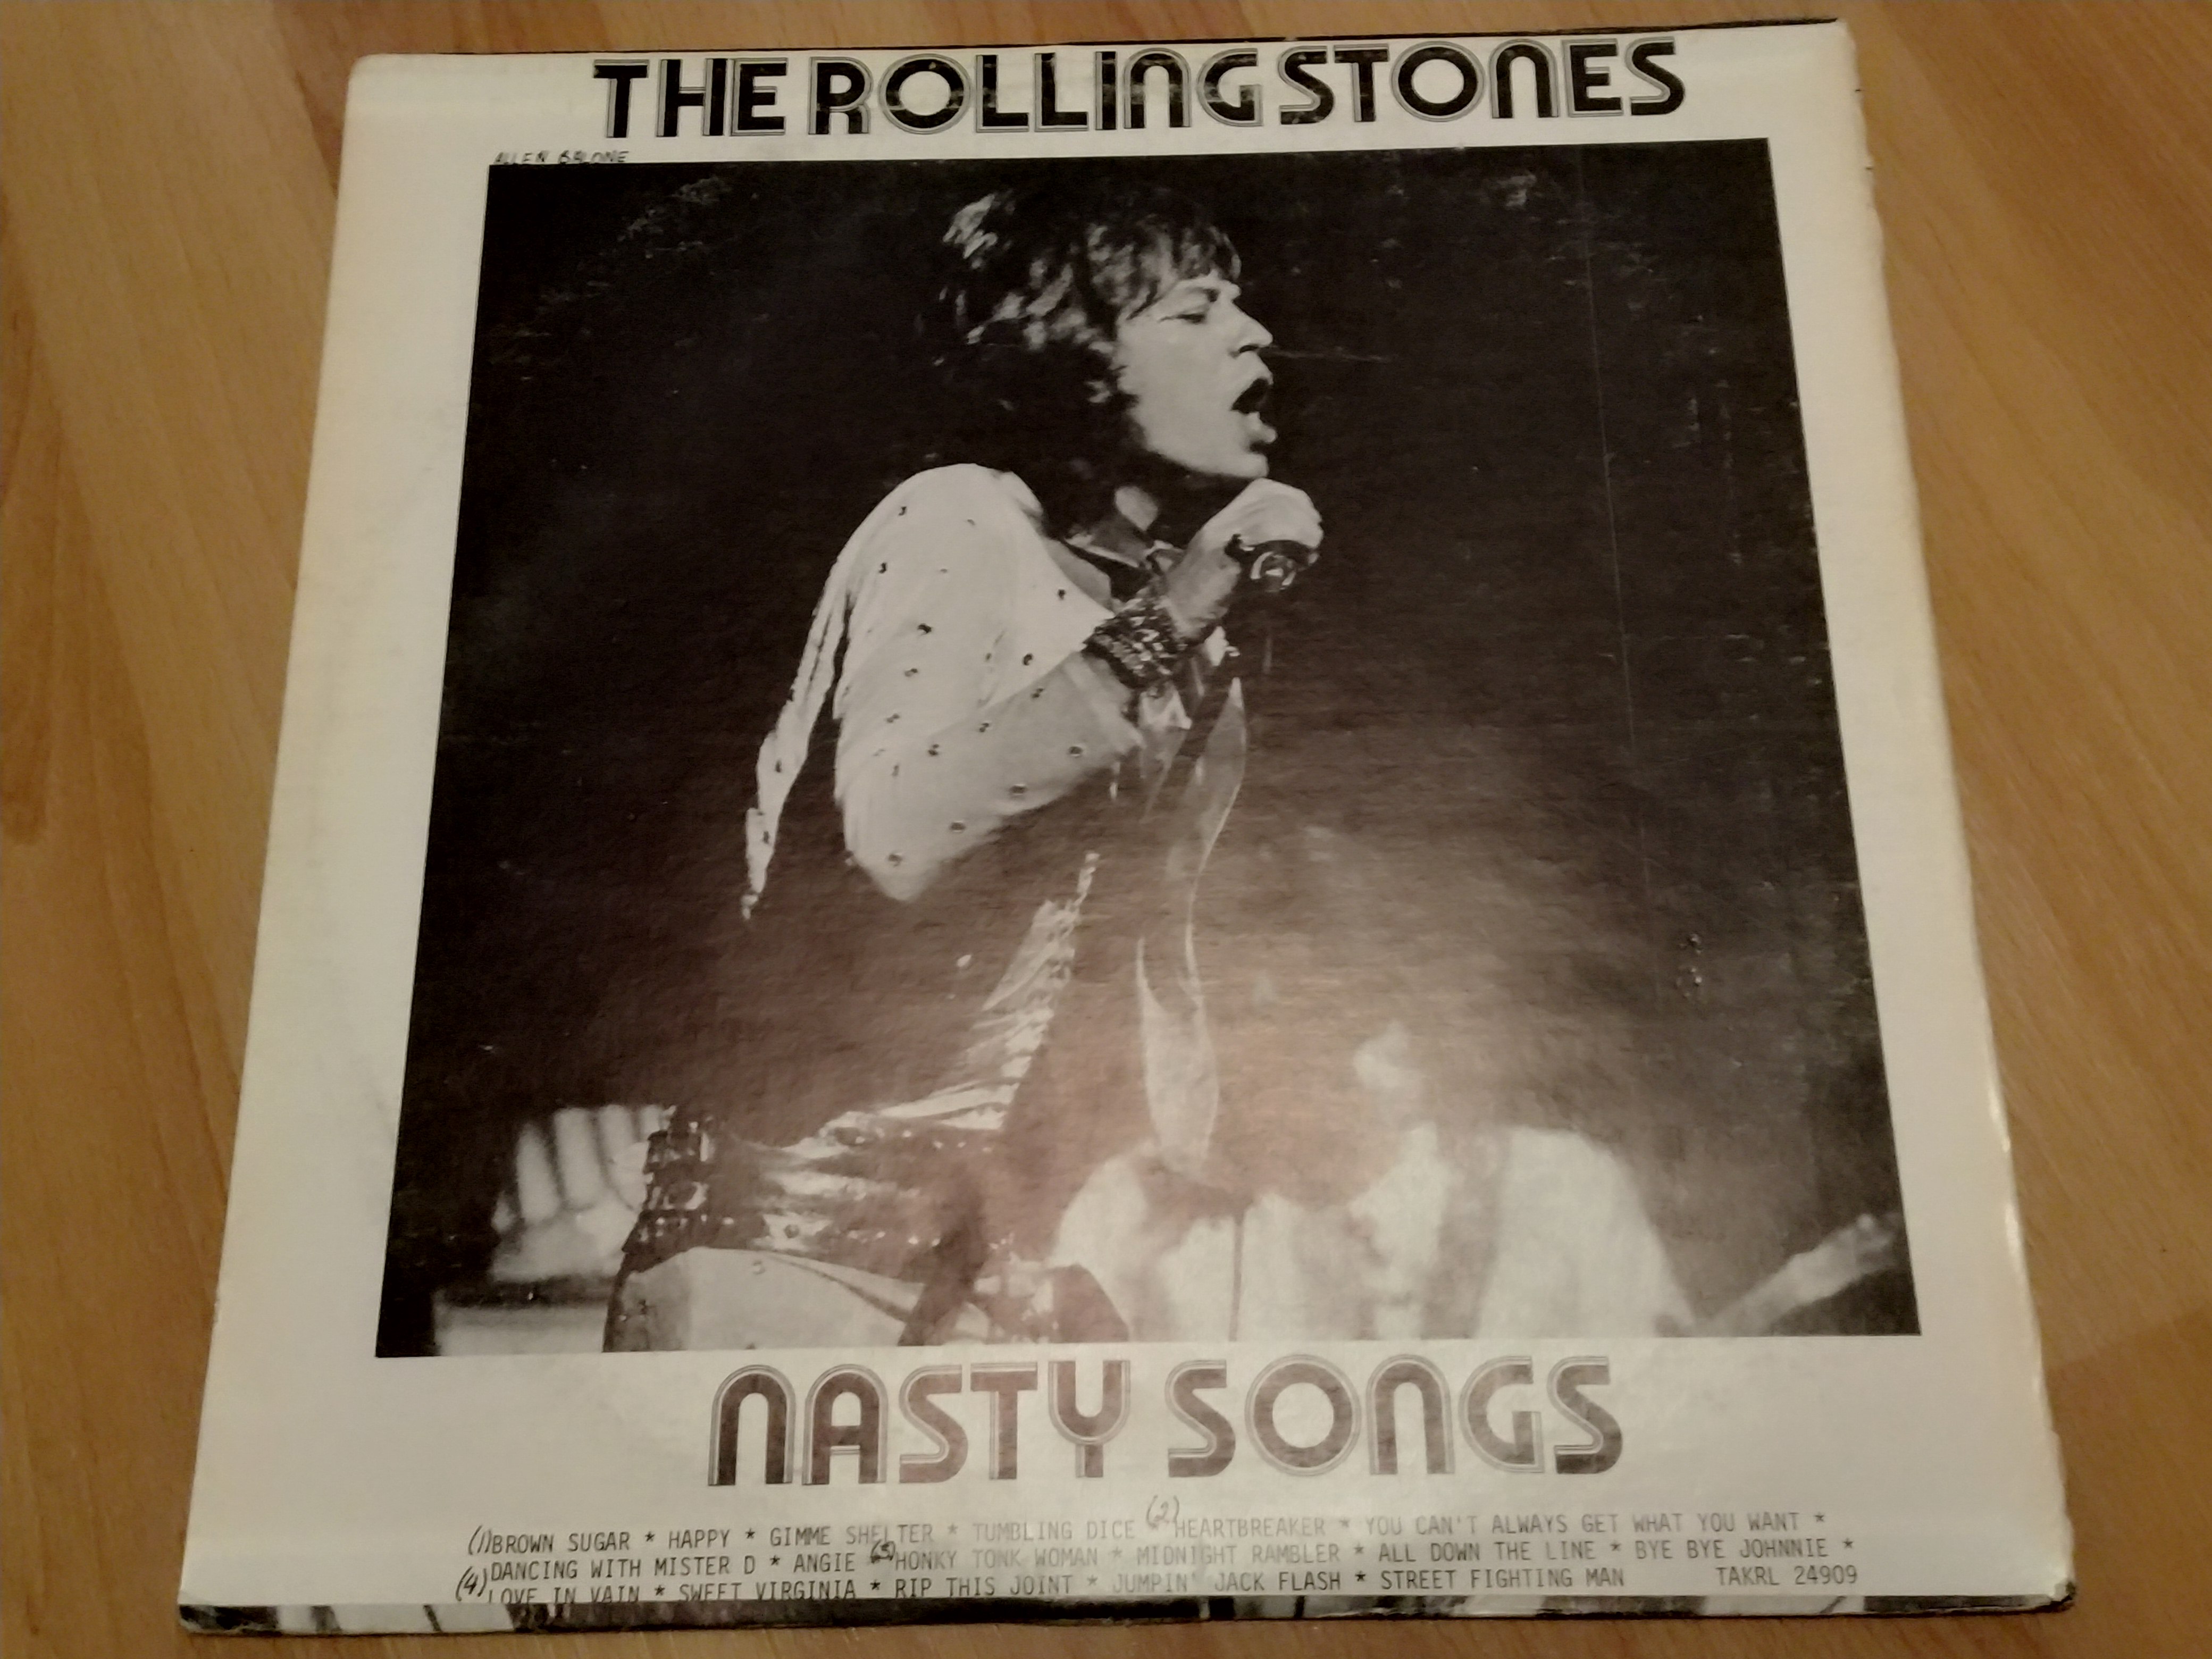 THE ROLLING STONES
ALLEN BALONE
NASTY SONGS
(1) BROWN SUGAR * HAPPY * GIMME SHELTER * TUMBLING DICE (2) HEARTBREAKER * YOU CAN'T ALWAYS GET WHAT YOU WANT *
DANCING WITH MISTER D * ANGIE (3) HONKY TONK WOMAN * MIDNIGHT RAMBLER * ALL DOWN THE LINE * BYE BYE JOHNNIE *
(4) LOVE IN VAIN * SWEET VIRGINIA * RIP THIS JOINT * JUMPIN' JACK FLASH * STREET FIGHTING MAN TAKRL 24909